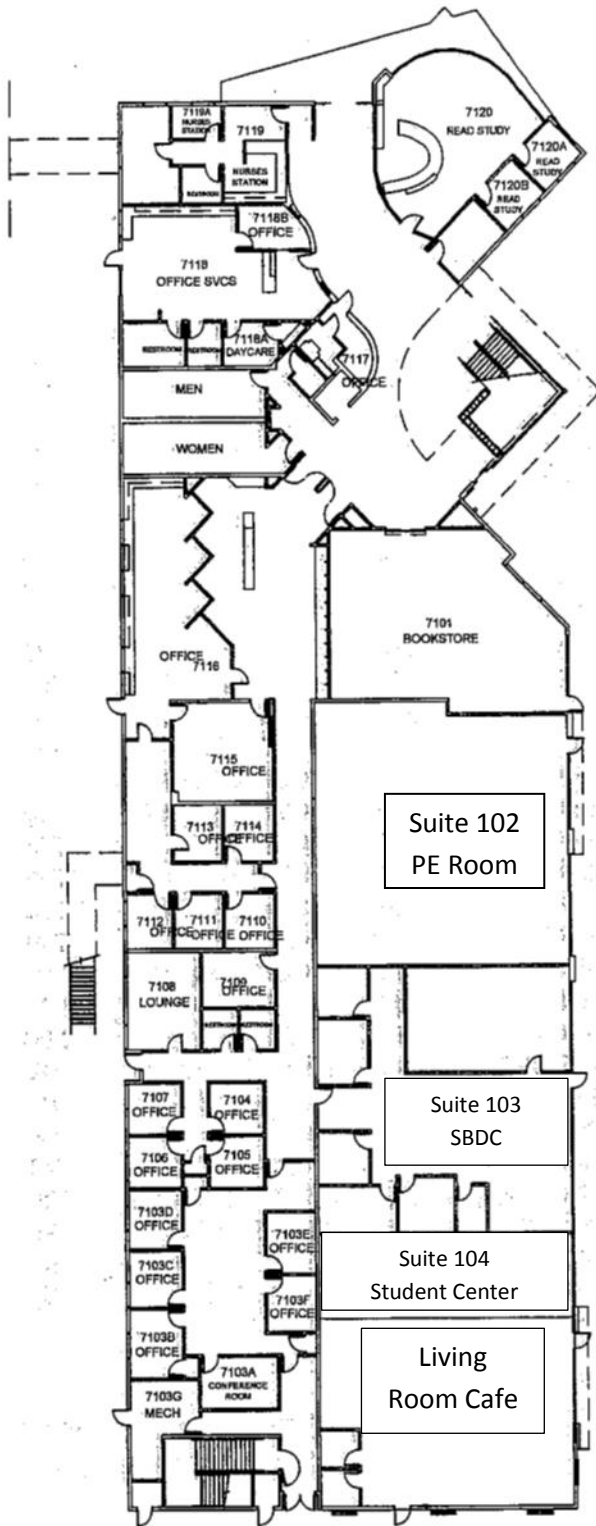 7119A
NURSES
STATION
7119
NURSES
STATION
RESTROOM
7120
READ STUDY
7120A
READ
STUDY
7120B
READ
STUDY
7118B
OFFICE
7118
OFFICE SVCS
RESTROOM
RESTROOM
7118A
DAYCARE
7117
OFFICE
MEN
WOMEN
7101
BOOKSTORE
OFFICE
7116
7115
OFFICE
Suite 102
PE Room
7113
OFFICE
7114
OFFICE
7112
OFFICE
7111
OFFICE
7110
OFFICE
7108
LOUNGE
7109
OFFICE
RESTROOM
RESTROOM
7107
OFFICE
7104
OFFICE
Suite 103
SBDC
7106
OFFICE
7105
OFFICE
7103D
OFFICE
7103E
OFFICE
7103C
OFFICE
7103F
OFFICE
Suite 104
Student Center
7103B
OFFICE
7103A
CONFERENCE
ROOM
Living
Room Cafe
7103G
MECH